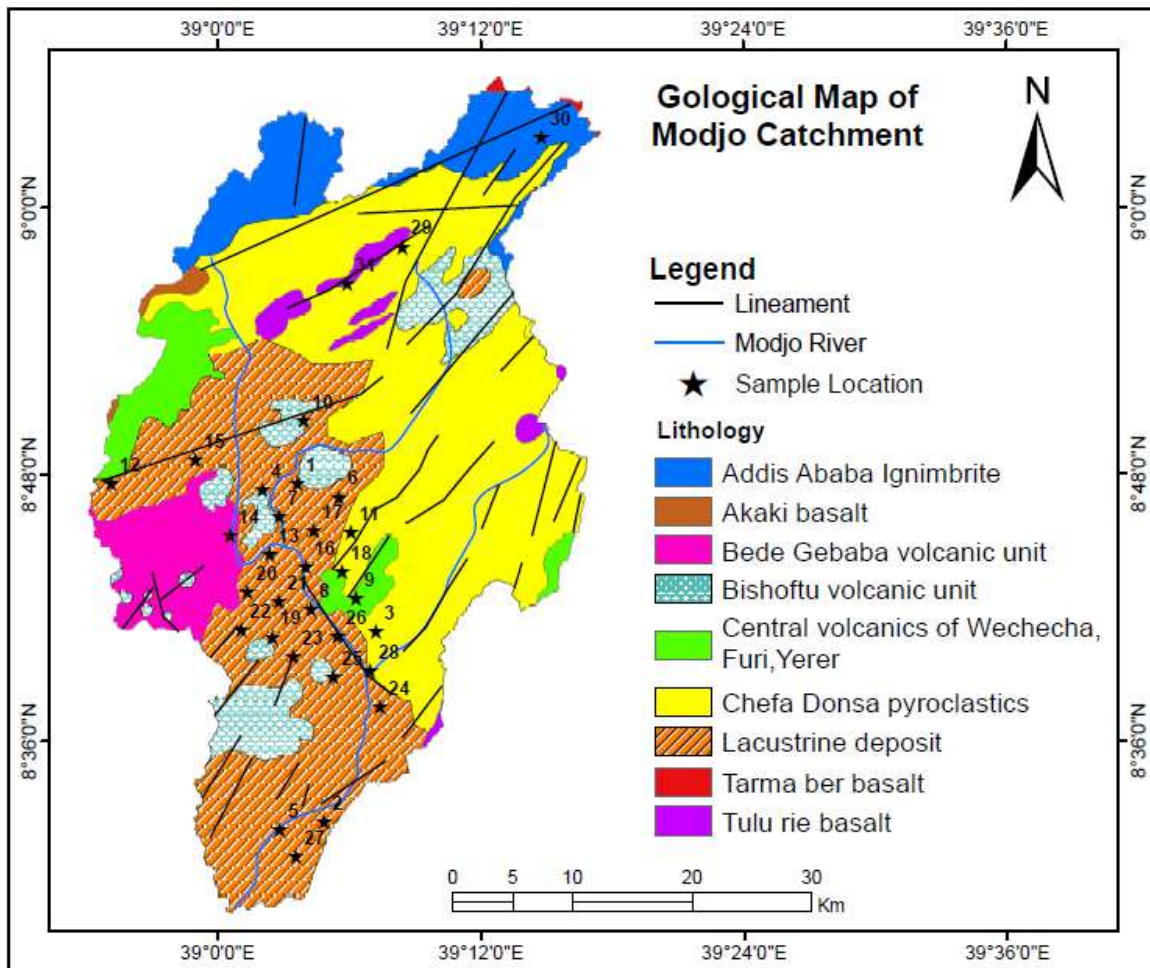 39°0'0"E 39°12'0"E 39°24'0"E 39°36'0"E
Gological Map of
Modjo Catchment
N
9°0'0"N
9°0'0"N
8°48'0"N
8°48'0"N
8°36'0"N
8°36'0"N
Legend
Lineament
Modjo River
Sample Location
Lithology
Addis Ababa Ignimbrite
Akaki basalt
Bede Gebaba volcanic unit
Bishoftu volcanic unit
Central volcanics of Wechecha,
Furi,Yerer
Chefa Donsa pyroclastics
Lacustrine deposit
Tarma ber basalt
Tulu rie basalt
30
29
31
10
15
12
4
1
6
7
17
14
13
11
16
18
20
21
9
8
22
19
26
3
23
28
25
24
5
2
27
0 5 10 20 30
Km
39°0'0"E 39°12'0"E 39°24'0"E 39°36'0"E